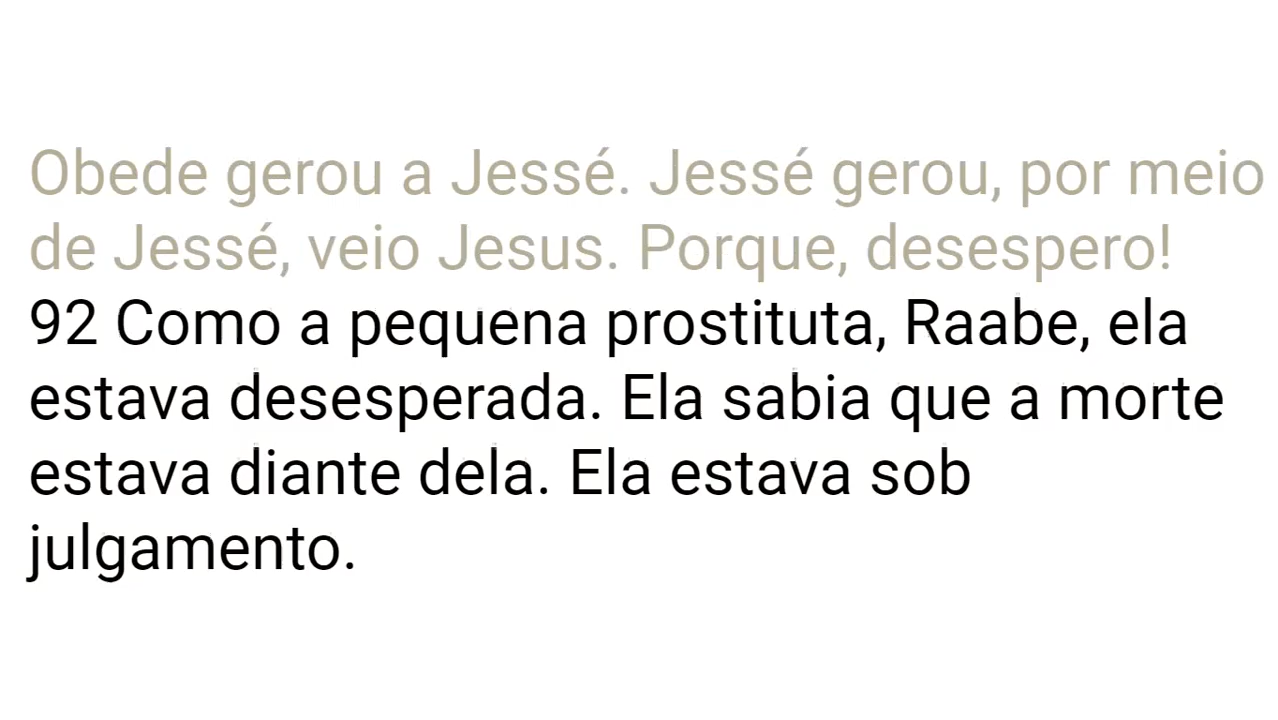 Obede gerou a Jessé. Jessé gerou, por meio
de Jessé, veio Jesus. Porque, desespero!
92 Como a pequena prostituta, Raabe, ela
estava desesperada. Ela sabia que a morte
estava diante dela. Ela estava sob
julgamento.